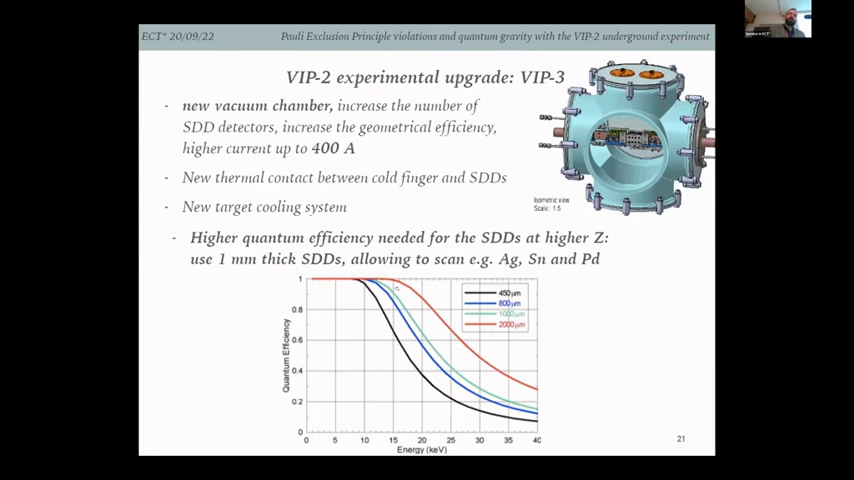 ECT* 20/09/22
Pauli Exclusion Principle violations and quantum gravity with the VIP-2 underground experiment
VIP-2 experimental upgrade: VIP-3
- new vacuum chamber, increase the number of
SDD detectors, increase the geometrical efficiency,
higher current up to 400 A
- New thermal contact between cold finger and SDDs
- New target cooling system
Isometric view
Scale: 1:5
- Higher quantum efficiency needed for the SDDs at higher Z:
use 1 mm thick SDDs, allowing to scan e.g. Ag, Sn and Pd
Quantum Efficiency
1
0.8
0.6
0.4
0.2
0
450μm
800μm
1000μm
2000μm
0 5 10 15 20 25 30 35 40
Energy (keV)
21